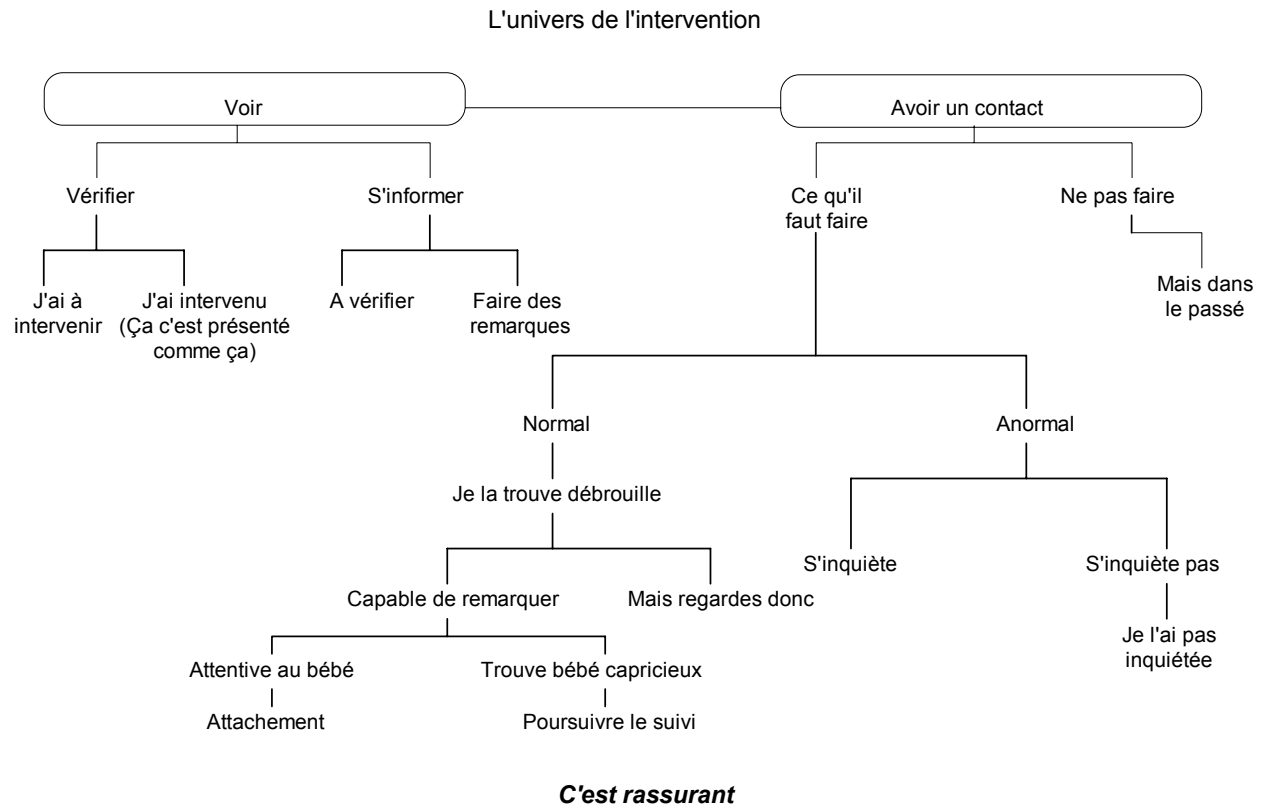 L'univers de l'intervention
Voir
Avoir un contact
Vérifier
S'informer
Ce qu'il
faut faire
Ne pas faire
J'ai à
intervenir
J'ai intervenu
(Ça c'est présenté
comme ça)
A vérifier
Faire des
remarques
Mais dans
le passé
Normal
Anormal
Je la trouve débrouille
S'inquiète
S'inquiète pas
Capable de remarquer
Mais regardes donc
Je l'ai pas
inquiétée
Attentive au bébé
Trouve bébé capricieux
Attachement
Poursuivre le suivi
C'est rassurant